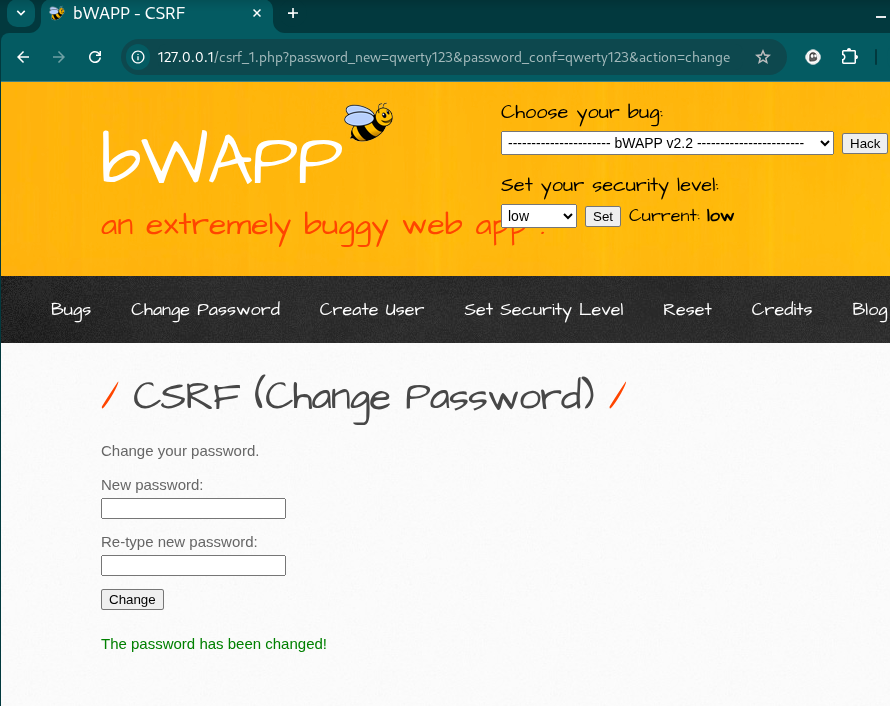 bWAPP - CSRF
127.0.0.1/csrf_1.php?password_new=qwerty123&password_conf=qwerty123&action=change
bWAPP
an extremely buggy web app !
Choose your bug:
--------------------- bWAPP v2.2 ----------------------- Hack
Set your security level:
low Set Current: low
Bugs Change Password Create User Set Security Level Reset Credits Blog
/ CSRF (Change Password) /
Change your password.
New password:
Re-type new password:
Change
The password has been changed!